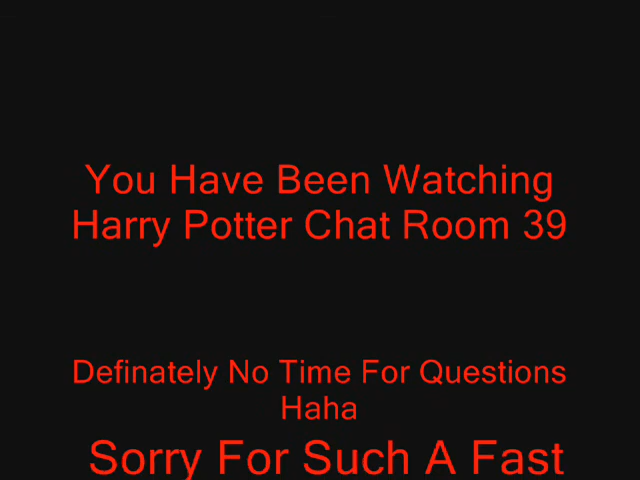 You Have Been Watching
Harry Potter Chat Room 39
Definately No Time For Questions
Haha
Sorry For Such A Fast